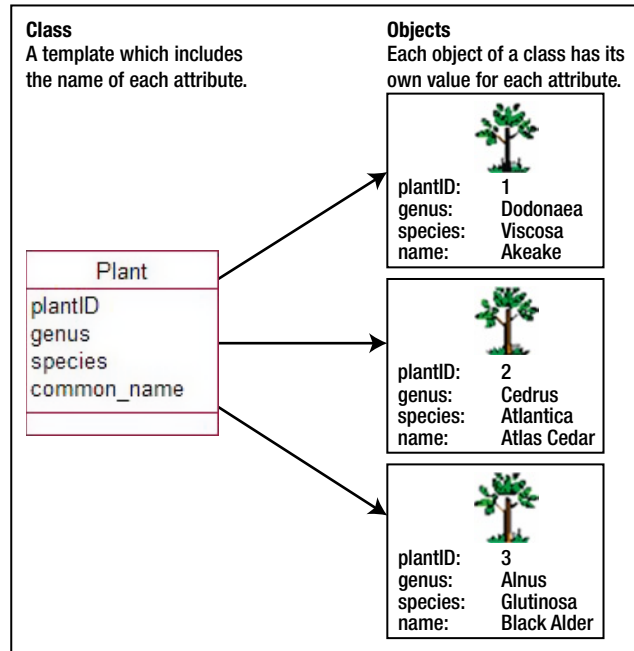 Class
A template which includes
the name of each attribute.
Objects
Each object of a class has its
own value for each attribute.
Plant
plantID
genus
species
common_name
plantID: 1
genus: Dodonaea
species: Viscosa
name: Akeake
plantID: 2
genus: Cedrus
species: Atlantica
name: Atlas Cedar
plantID: 3
genus: Alnus
species: Glutinosa
name: Black Alder